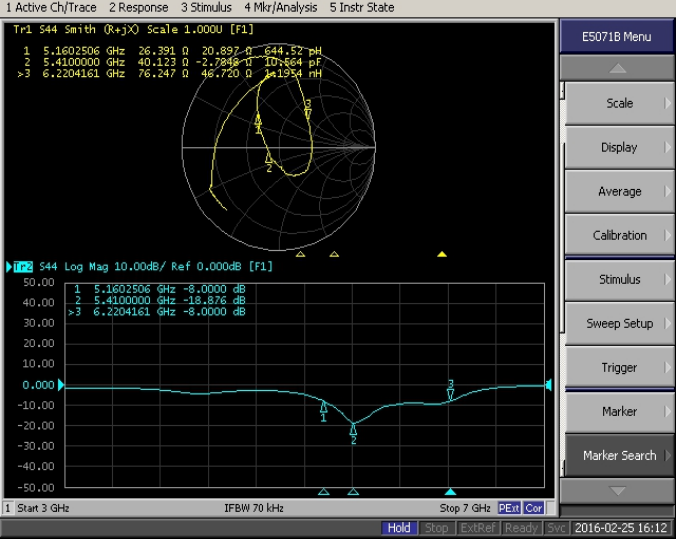 1 Active Ch/Trace 2 Response 3 Stimulus 4 Mkr/Analysis 5 Instr State
Tr1 S44 Smith (R+jX) Scale 1.000U [F1]
1 5.1602506 GHz 26.391 Ω 20.897 Ω 644.52 pH
2 5.4100000 GHz 40.123 Ω -2.7846 Ω 10.564 pF
>3 6.2204161 GHz 76.247 Ω 46.720 Ω 1.1954 nH
3
1
2
Tr2 S44 Log Mag 10.00dB/ Ref 0.000dB [F1]
50.00
1 5.1602506 GHz -8.0000 dB
40.00
2 5.4100000 GHz -18.876 dB
>3 6.2204161 GHz -8.0000 dB
30.00
20.00
10.00
0.000
3
-10.00
1
-20.00
2
-30.00
-40.00
-50.00
1 Start 3 GHz IFBW 70 kHz Stop 7 GHz PExt Cor
Hold Stop ExtRef Ready Svc 2016-02-25 16:12
E5071B Menu
Scale
Display
Average
Calibration
Stimulus
Sweep Setup
Trigger
Marker
Marker Search